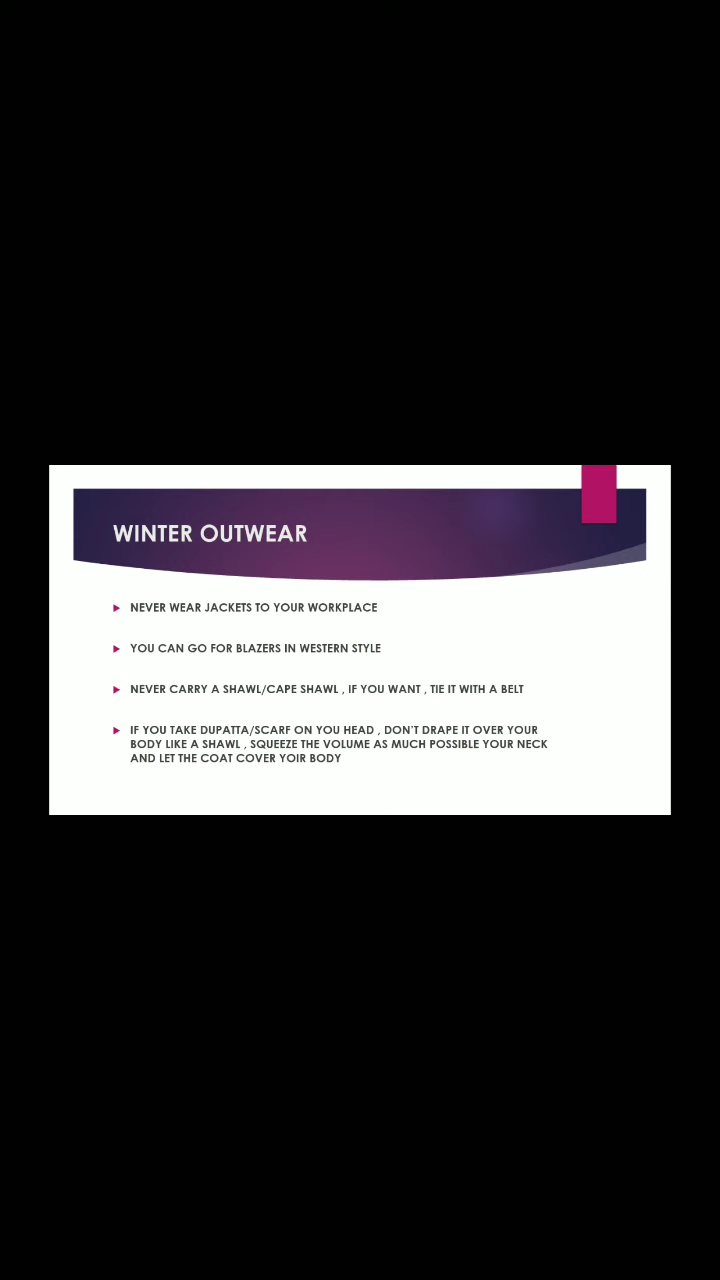 WINTER OUTWEAR
NEVER WEAR JACKETS TO YOUR WORKPLACE
YOU CAN GO FOR BLAZERS IN WESTERN STYLE
NEVER CARRY A SHAWL/CAPE SHAWL , IF YOU WANT , TIE IT WITH A BELT
IF YOU TAKE DUPATTA/SCARF ON YOU HEAD , DON'T DRAPE IT OVER YOUR
BODY LIKE A SHAWL , SQUEEZE THE VOLUME AS MUCH POSSIBLE YOUR NECK
AND LET THE COAT COVER YOIR BODY